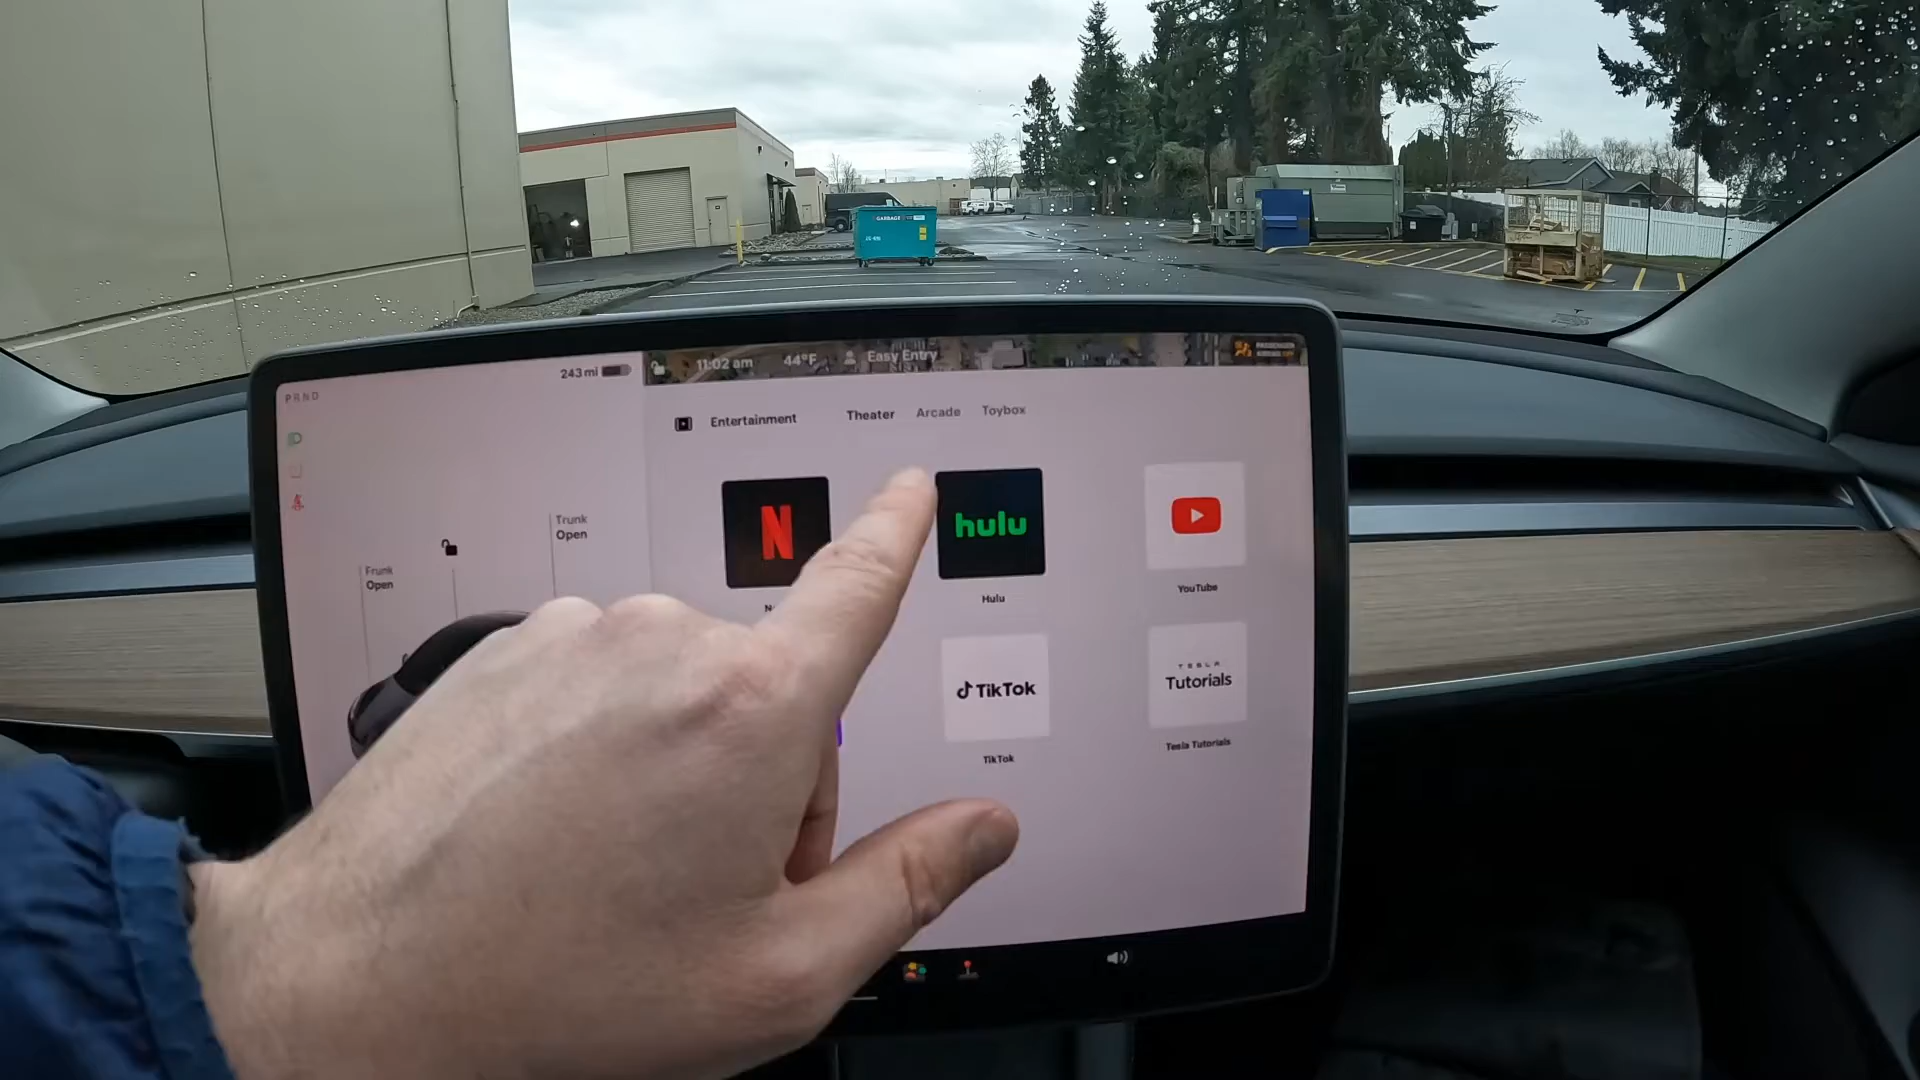 GARBAGE
PRND
243 mi
11:02 am
44°F
Easy Entry
Entertainment
Theater
Arcade
Toybox
Trunk
Open
Frunk
Open
N
hulu
Hulu
YouTube
TikTok
TikTok
TESLA
Tutorials
Tesla Tutorials